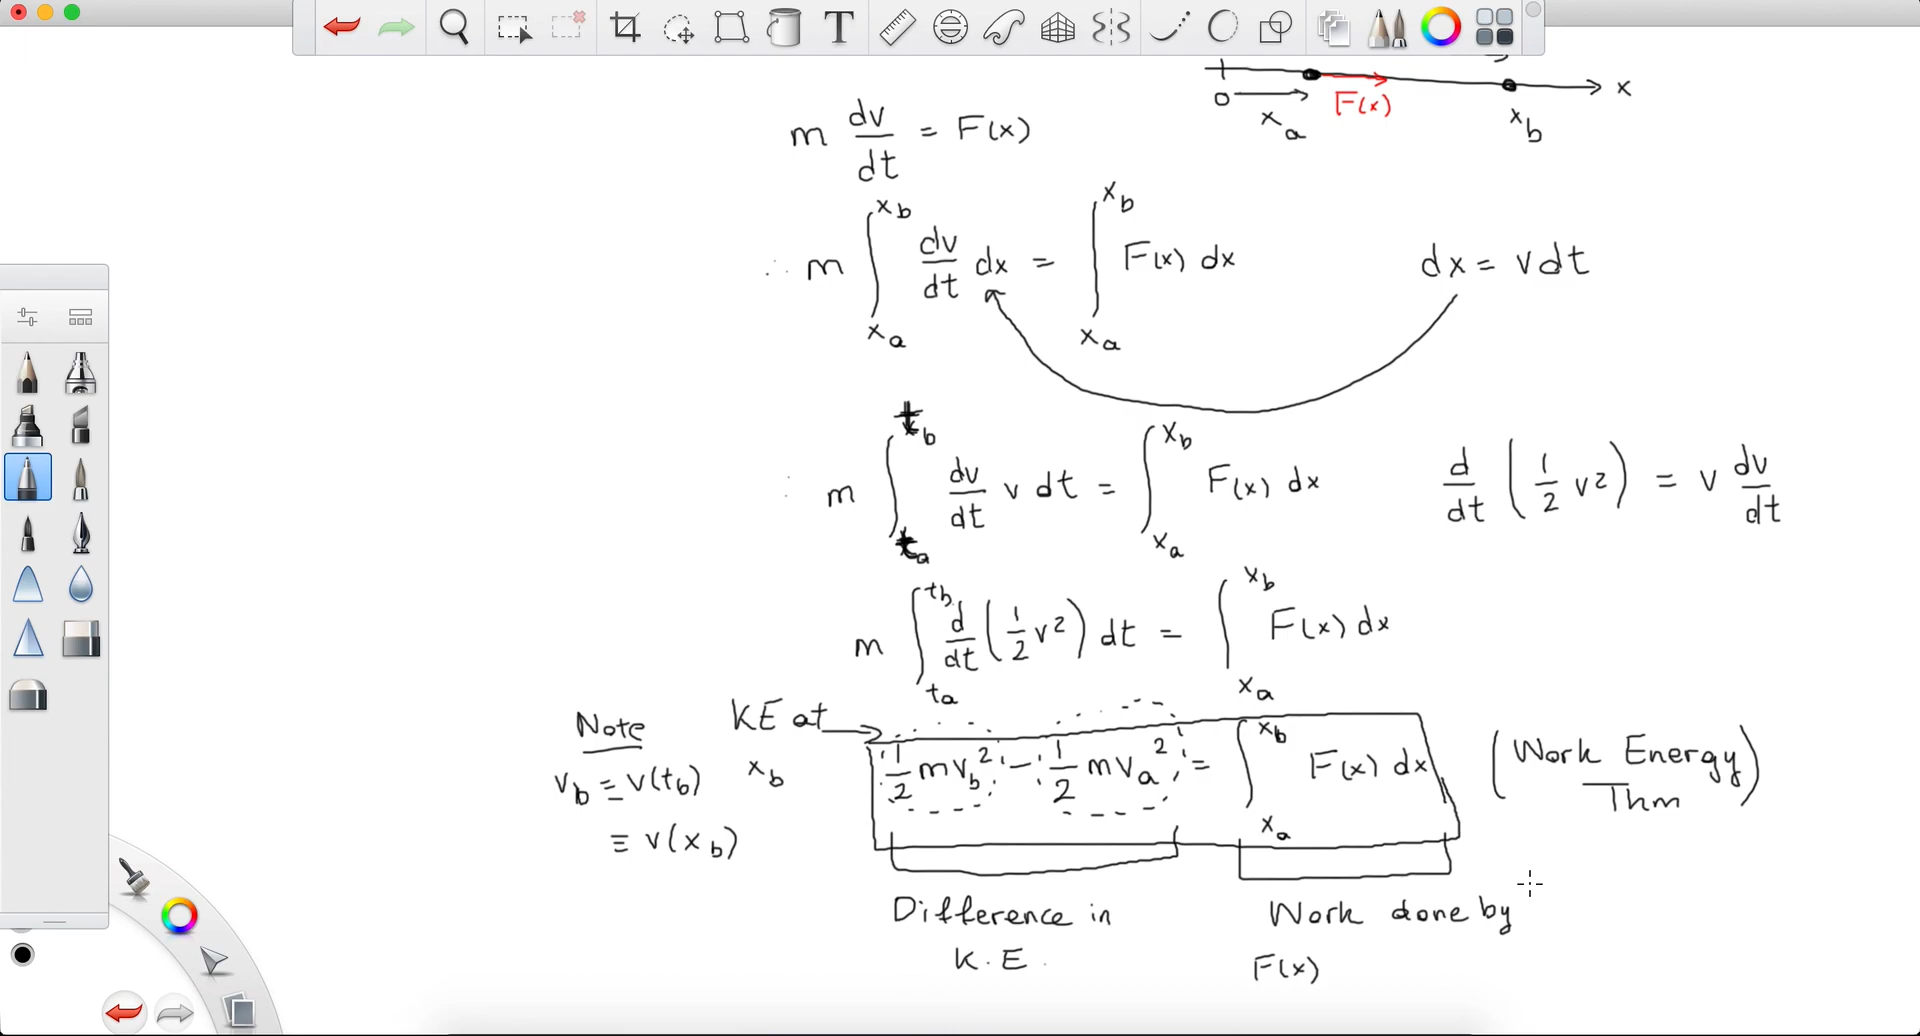 0 x_a F(x) x_b x
m dv/dt = F(x)
∴ m ∫_{x_a}^{x_b} dv/dt dx = ∫_{x_a}^{x_b} F(x) dx dx = v dt
∴ m ∫_{t_a}^{t_b} dv/dt v dt = ∫_{x_a}^{x_b} F(x) dx d/dt (1/2 v²) = v dv/dt
m ∫_{t_a}^{t_b} d/dt (1/2 v²) dt = ∫_{x_a}^{x_b} F(x) dx
Note
v_b ≡ v(t_b)
≡ v(x_b)
KE at
x_b
1/2 m v_b² - 1/2 m v_a² = ∫_{x_a}^{x_b} F(x) dx
(Work Energy
Thm)
Difference in
K.E.
Work done by
F(x)